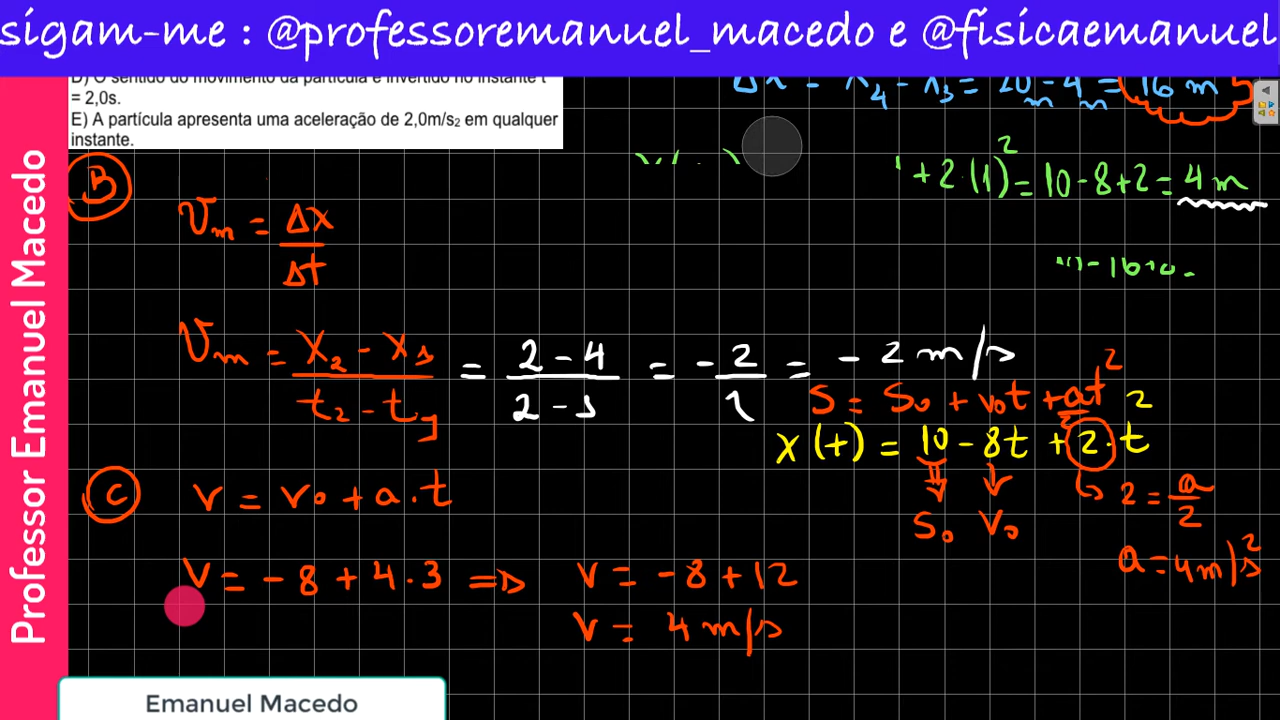 sigam-me : @professoremanuel_macedo e @fisicaemanuel
Professor Emanuel Macedo
D) O sentido do movimento da partícula é invertido no instante t
= 2,0s.
E) A partícula apresenta uma aceleração de 2,0m/s2 em qualquer
instante.
Δx = x4 - x3 = 20m - 4m = 16 m
+ 2·(1)² = 10 - 8 + 2 = 4 m
B
Vm = Δx/Δt
Vm = (x2 - x1)/(t2 - t1) = (2 - 4)/(2 - 1) = -2/1 = -2 m/s
S = S0 + v0t + at²/2
x(t) = 10 - 8t + 2·t²
S0 V0
2 = a/2
a = 4 m/s²
C
v = v0 + a.t
V = -8 + 4.3 => v = -8 + 12
v = 4 m/s
Emanuel Macedo